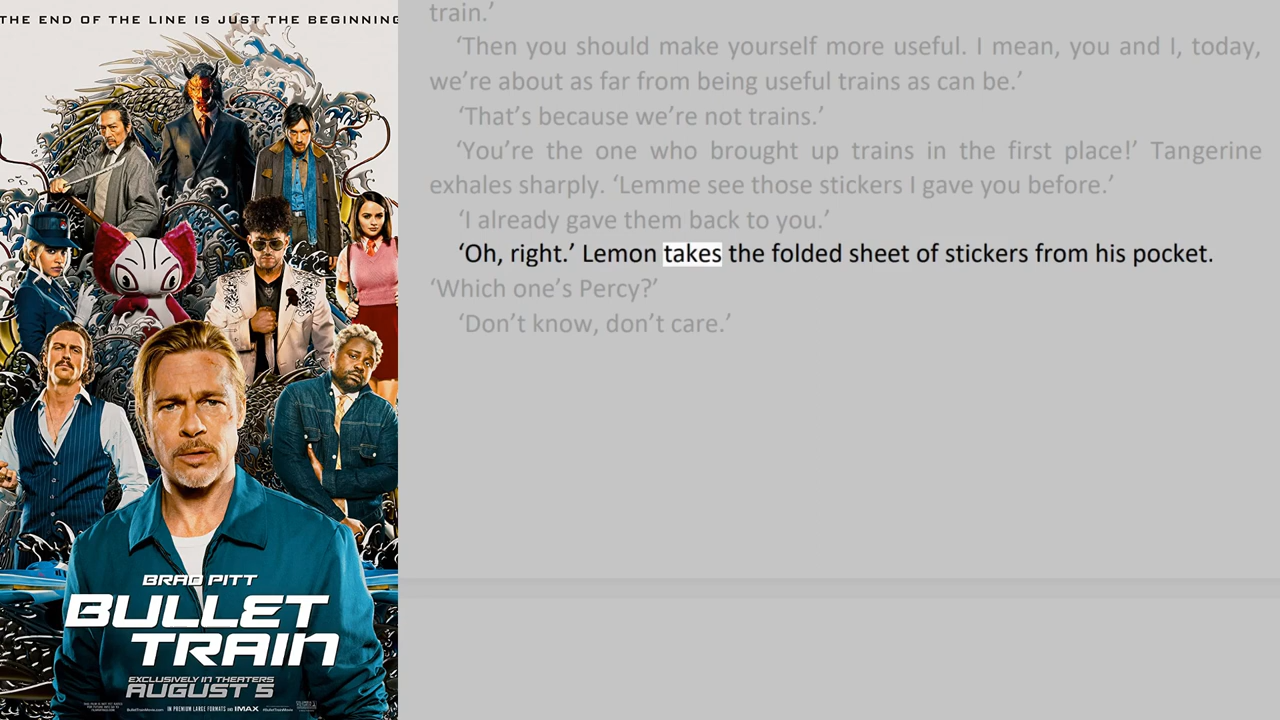 THE END OF THE LINE IS JUST THE BEGINNING
BRAD PITT
BULLET
TRAIN
EXCLUSIVELY IN THEATERS
AUGUST 5
BulletTrainMovie.com
IN PREMIUM LARGE FORMATS AND IMAX
#BulletTrainMovie
train.’
‘Then you should make yourself more useful. I mean, you and I, today,
we’re about as far from being useful trains as can be.’
‘That’s because we’re not trains.’
‘You’re the one who brought up trains in the first place!’ Tangerine
exhales sharply. ‘Lemme see those stickers I gave you before.’
‘I already gave them back to you.’
‘Oh, right.’ Lemon takes the folded sheet of stickers from his pocket.
‘Which one’s Percy?’
‘Don’t know, don’t care.’